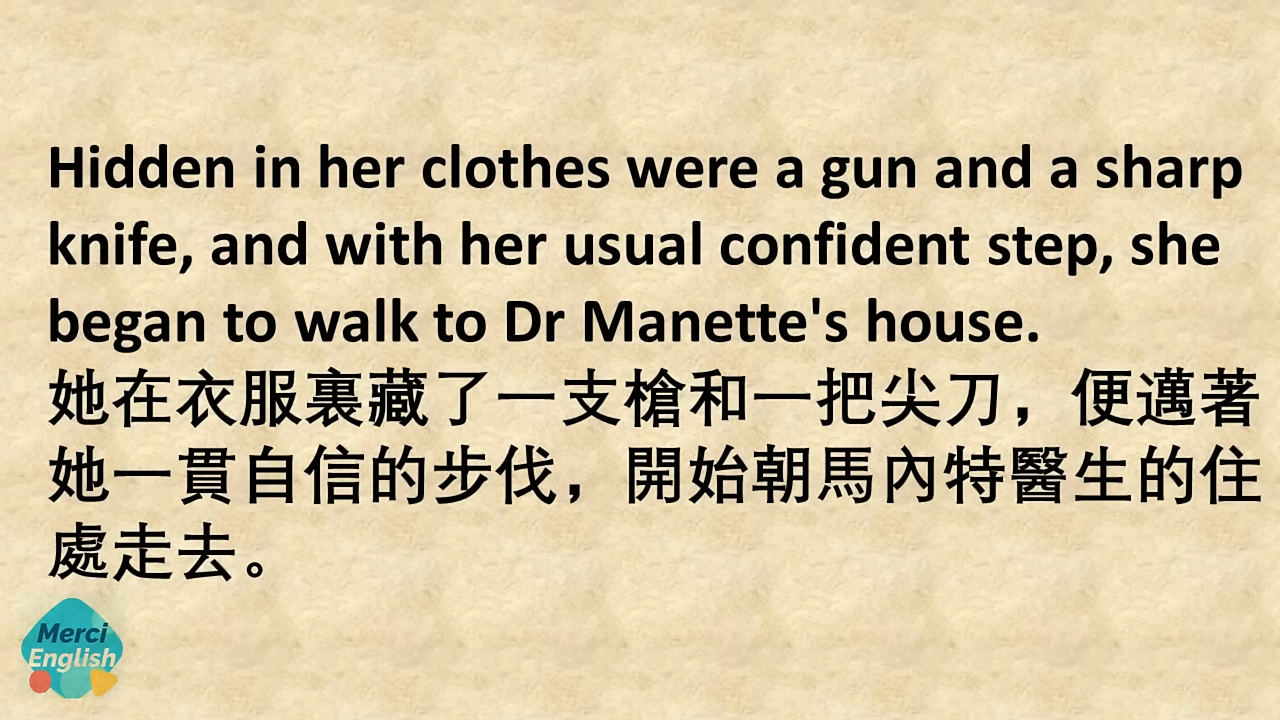 Hidden in her clothes were a gun and a sharp
knife, and with her usual confident step, she
began to walk to Dr Manette's house.
她在衣服裏藏了一支槍和一把尖刀，便邁著
她一貫自信的步伐，開始朝馬內特醫生的住
處走去。
Merci
English